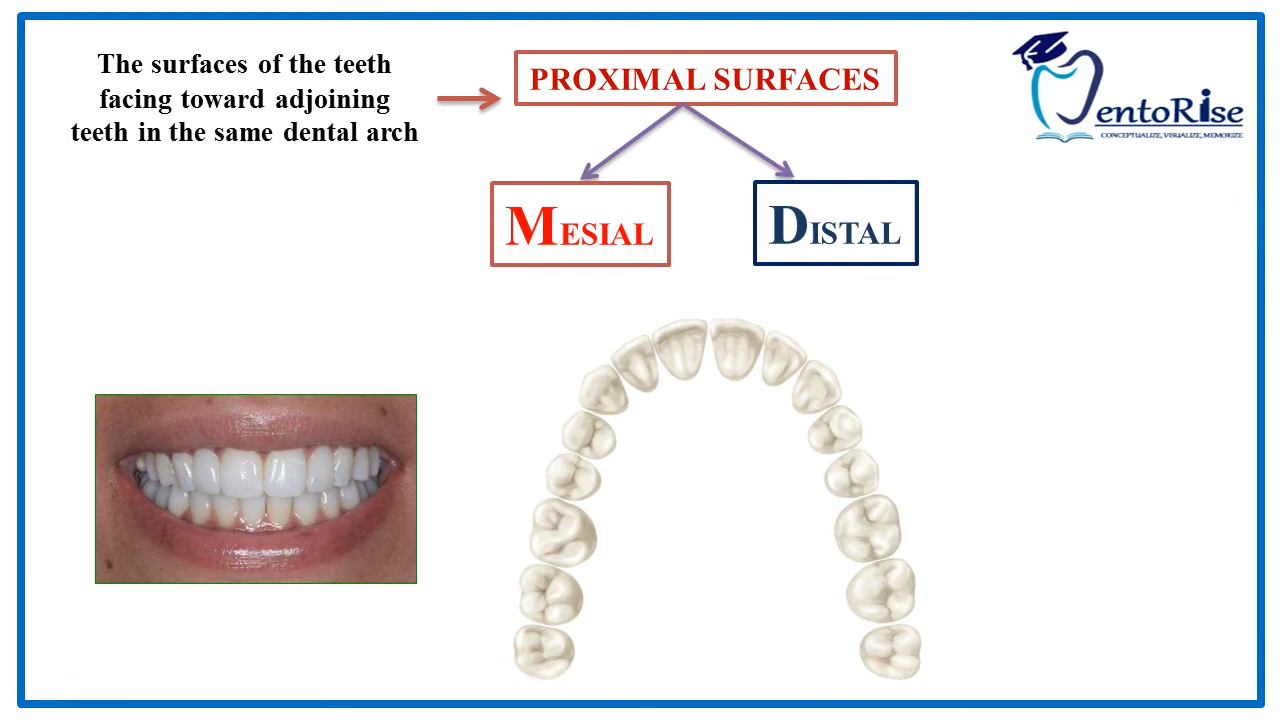 The surfaces of the teeth
facing toward adjoining
teeth in the same dental arch
PROXIMAL SURFACES
MESIAL
DISTAL
entoRise
CONCEPTUALIZE, VISUALIZE, MEMORIZE